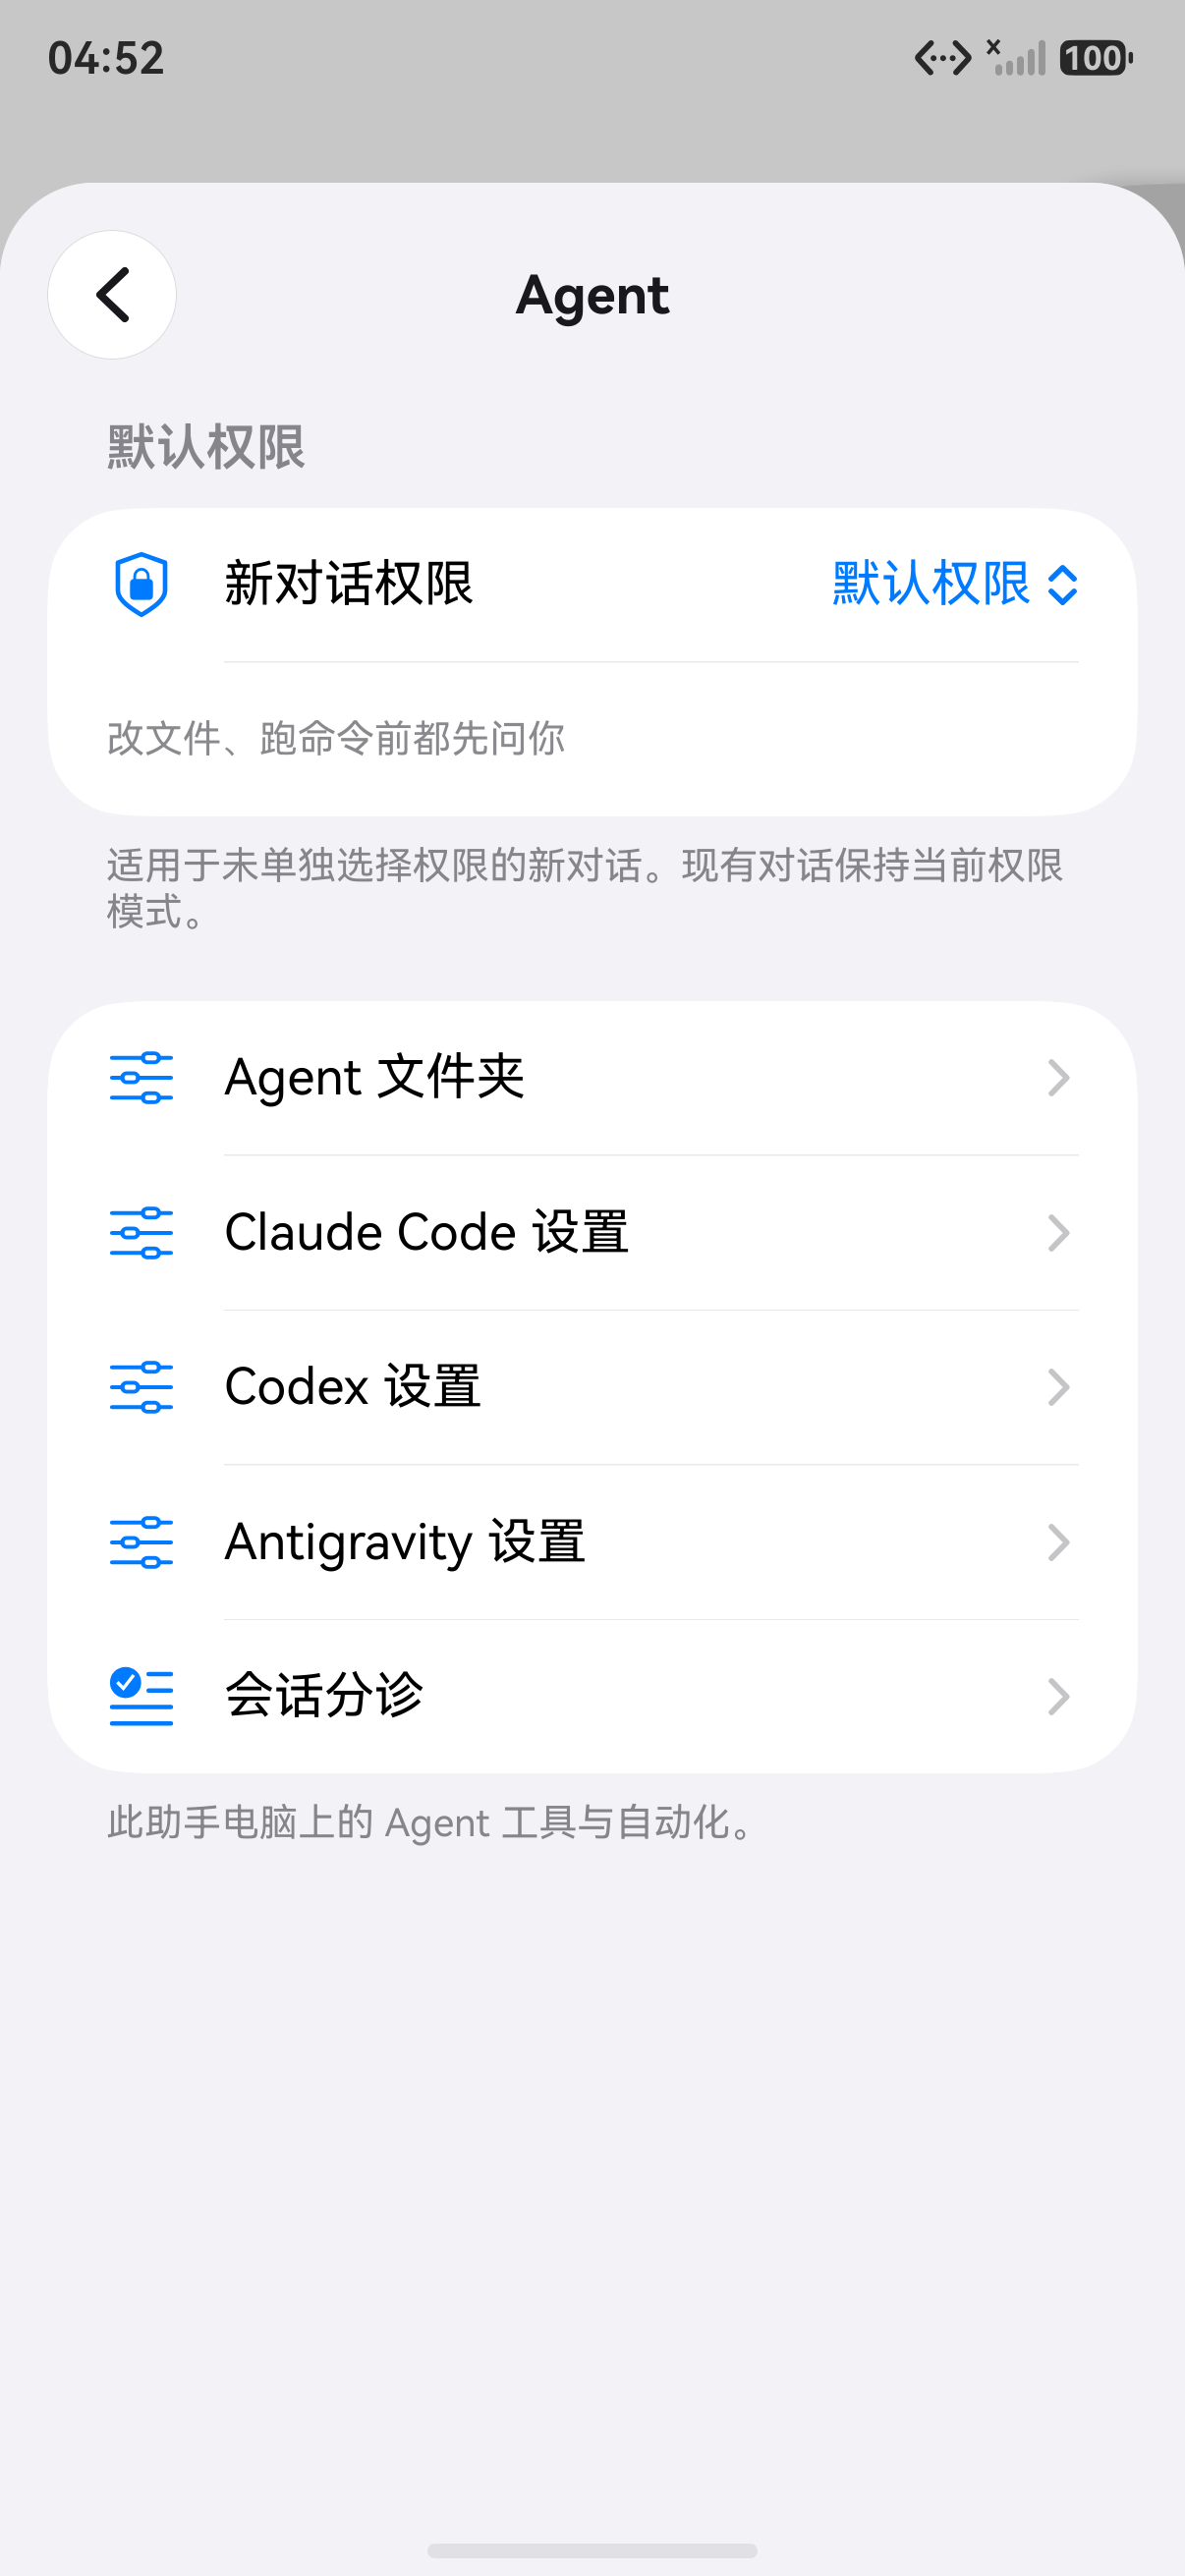 04:52
100
Agent
默认权限
新对话权限
默认权限
改文件、跑命令前都先问你
适用于未单独选择权限的新对话。现有对话保持当前权限
模式。
Agent 文件夹
Claude Code 设置
Codex 设置
Antigravity 设置
会话分诊
此助手电脑上的 Agent 工具与自动化。